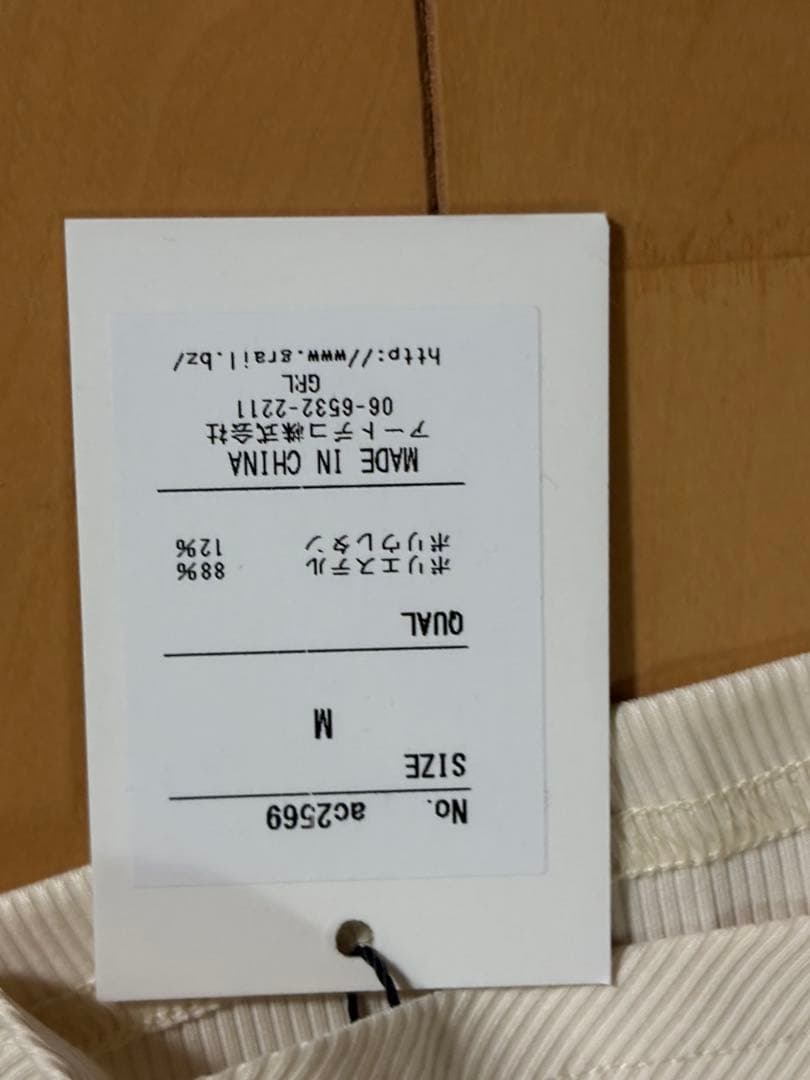 No. ac2569
SIZE
M
QUAL
ポリエステル 88%
ポリウレタン 12%
MADE IN CHINA
アートデコ株式会社
06-6532-2211
GRL
http://www.grail.bz/